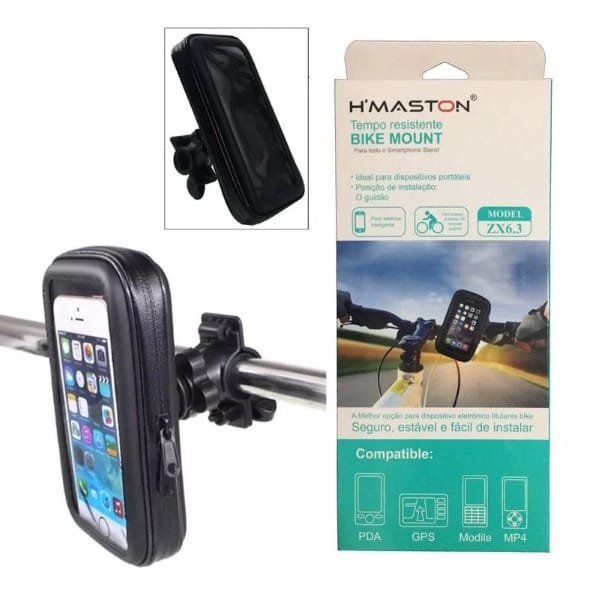 H'MASTON®
Tempo resistente
BIKE MOUNT
Para todo o Smartphone Stand
• Ideal para dispositivos portáteis
• Posição de instalação:
O guidão
Para telefone
inteligente
MODEL
ZX6.3
A Melhor opção para dispositivo eletrônico titulares bike
Seguro, estável e fácil de instalar
Compatible:
PDA
GPS
Modile
MP4